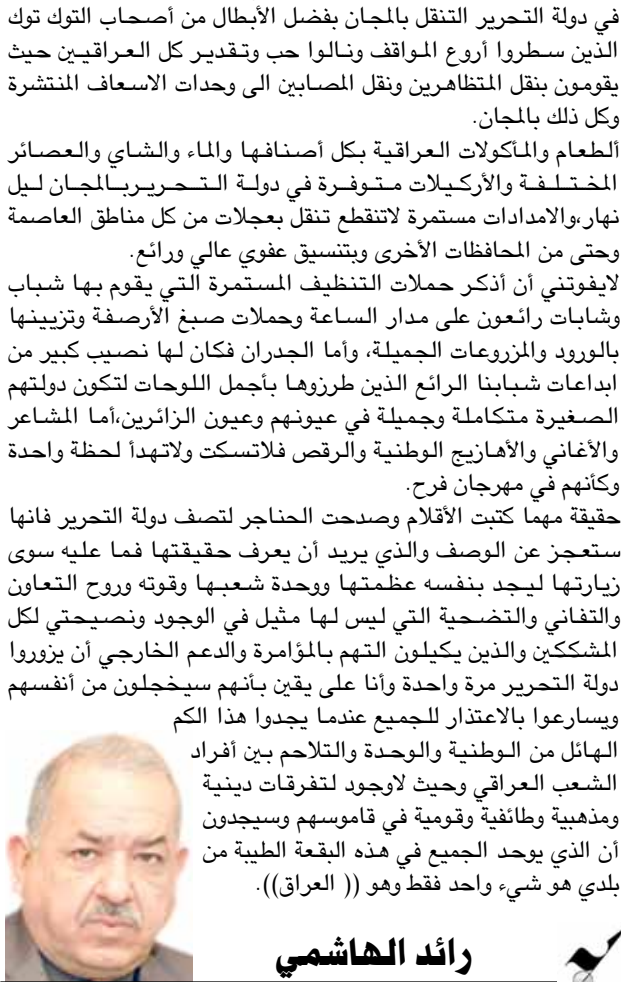 في دولة التحرير التنقل بالمجان بفضل الأبطال من أصحاب التوك توك
الذين سطروا أروع المواقف ونالوا حب وتقدير كل العراقيين حيث
يقومون بنقل المتظاهرين ونقل المصابين الى وحدات الاسعاف المنتشرة
وكل ذلك بالمجان.
ألطعام والمأكولات العراقية بكل أصنافها والماء والشاي والعصائر
المختلفة والأركيلات متوفرة في دولة التحريربالمجان ليل
نهار،والامدادات مستمرة لاتنقطع تنقل بعجلات من كل مناطق العاصمة
وحتى من المحافظات الأخرى وبتنسيق عفوي عالي ورائع.
لايفوتني أن أذكر حملات التنظيف المستمرة التي يقوم بها شباب
وشابات رائعون على مدار الساعة وحملات صبغ الأرصفة وتزيينها
بالورود والمزروعات الجميلة، وأما الجدران فكان لها نصيب كبير من
ابداعات شبابنا الرائع الذين طرزوها بأجمل اللوحات لتكون دولتهم
الصغيرة متكاملة وجميلة في عيونهم وعيون الزائرين،أما المشاعر
والأغاني والأهازيج الوطنية والرقص فلاتسكت ولاتهدأ لحظة واحدة
وكأنهم في مهرجان فرح.
حقيقة مهما كتبت الأقلام وصدحت الحناجر لتصف دولة التحرير فانها
ستعجز عن الوصف والذي يريد أن يعرف حقيقتها فما عليه سوى
زيارتها ليجد بنفسه عظمتها ووحدة شعبها وقوته وروح التعاون
والتفاني والتضحية التي ليس لها مثيل في الوجود ونصيحتي لكل
المشككين والذين يكيلون التهم بالمؤامرة والدعم الخارجي أن يزوروا
دولة التحرير مرة واحدة وأنا على يقين بأنهم سيخجلون من أنفسهم
ويسارعوا بالاعتذار للجميع عندما يجدوا هذا الكم
الهائل من الوطنية والوحدة والتلاحم بين أفراد
الشعب العراقي وحيث لاوجود لتفرقات دينية
ومذهبية وطائفية وقومية في قاموسهم وسيجدون
أن الذي يوحد الجميع في هذه البقعة الطيبة من
بلدي هو شيء واحد فقط وهو (( العراق)).
رائد الهاشمي